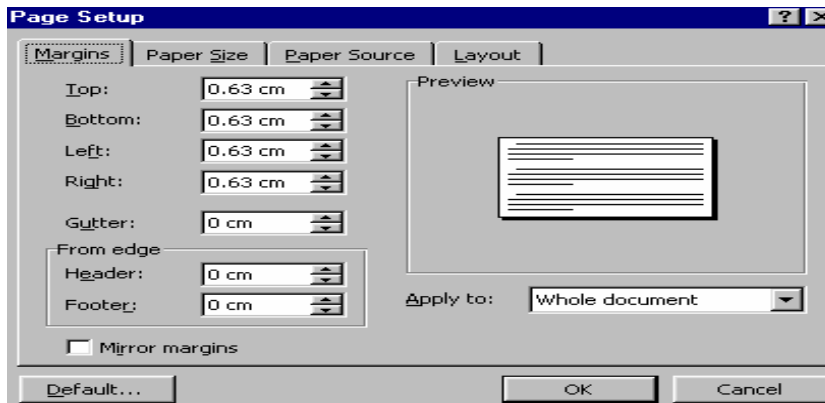 Page Setup
Margins Paper Size Paper Source Layout
Top: 0.63 cm
Preview
Bottom: 0.63 cm
Left: 0.63 cm
Right: 0.63 cm
Gutter: 0 cm
From edge
Header: 0 cm
Apply to: Whole document
Footer: 0 cm
Mirror margins
Default... OK Cancel